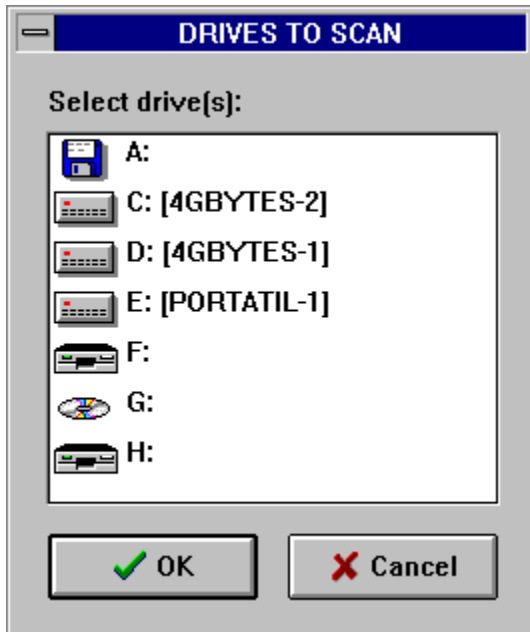 DRIVES TO SCAN
Select drive(s):
A:
C: [4GBYTES-2]
D: [4GBYTES-1]
E: [PORTATIL-1]
F:
G:
H:
OK
Cancel